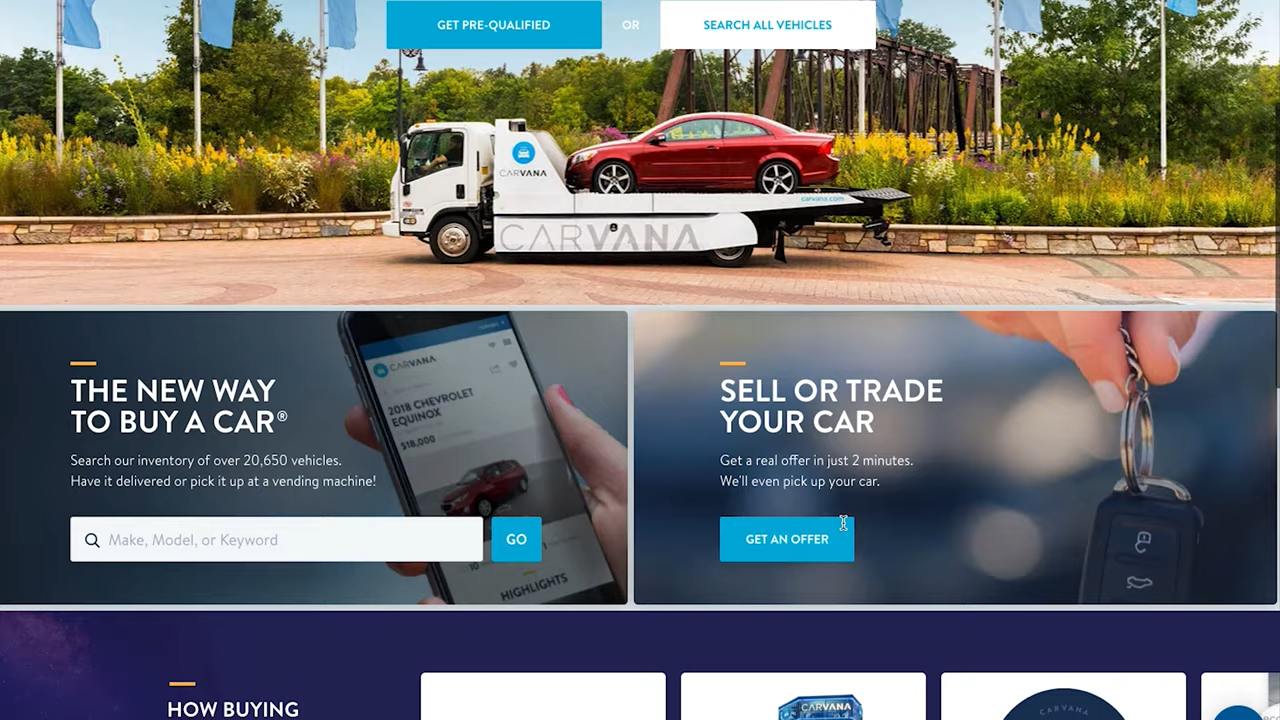 GET PRE-QUALIFIED
OR
SEARCH ALL VEHICLES
CARVANA
carvana.com
CARVANA
THE NEW WAY
TO BUY A CAR®
Search our inventory of over 20,650 vehicles.
Have it delivered or pick it up at a vending machine!
Make, Model, or Keyword
GO
CARVANA
2018 CHEVROLET
EQUINOX
$18,000
HIGHLIGHTS
SELL OR TRADE
YOUR CAR
Get a real offer in just 2 minutes.
We'll even pick up your car.
GET AN OFFER
HOW BUYING
CARVANA
CARVANA